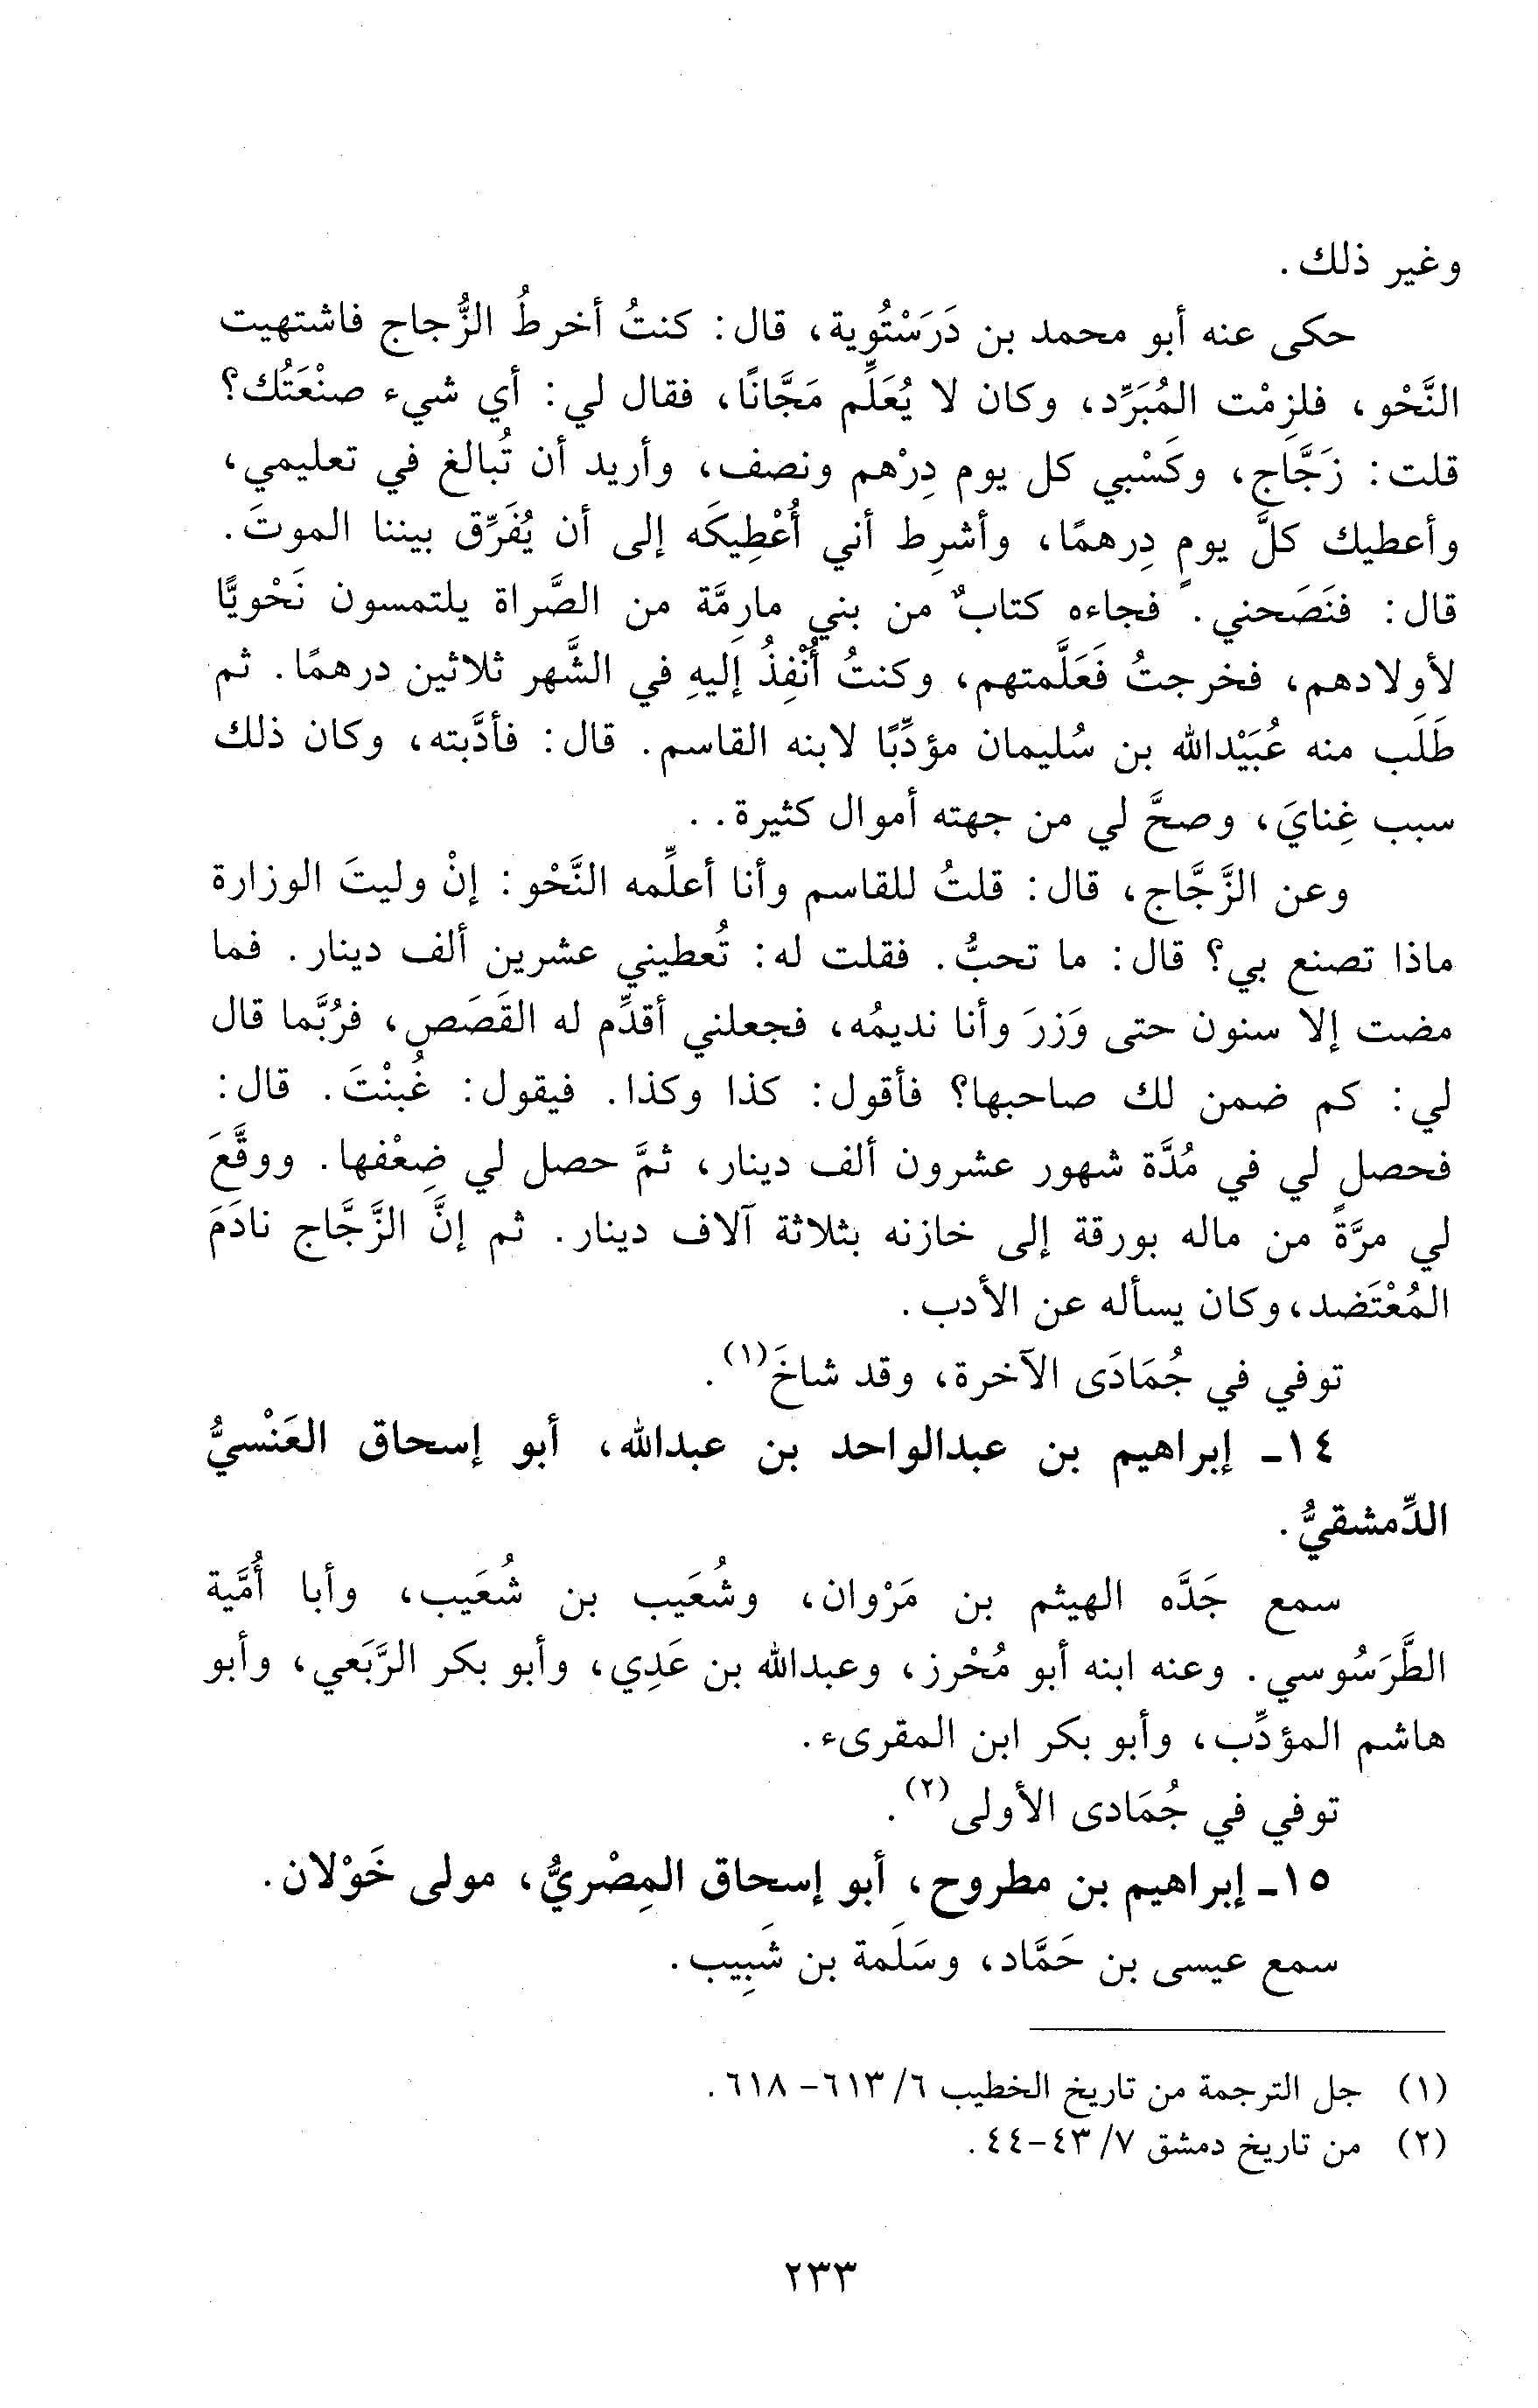 وغير ذلك.
حكى عنه أبو محمد بن دَرَسْتُوية، قال: كنتُ أخرطُ الزُّجاج فاشتهيت
النَّحْو، فلزِمْت المُبَرِّد، وكان لا يُعَلِّم مَجَّانًا، فقال لي: أي شيء صنْعَتُك؟
قلت: زَجَّاج، وكَسْبي كل يوم دِرْهم ونصف، وأريد أن تُبالغ في تعليمي،
وأعطيك كلَّ يومٍ دِرهمًا، وأشرِط أني أُعْطِيكَه إلى أن يُفَرِّق بيننا الموتَ.
قال: فنَصَحني. فجاءه كتابٌ من بني مارِمَّة من الصَّراة يلتمسون نَحْويًّا
لأولادهم، فخرجتُ فَعَلَّمتهم، وكنتُ أُنْفِذُ إليهِ في الشَّهر ثلاثين درهمًا. ثم
طَلَب منه عُبَيْدالله بن سُليمان مؤدِّبًا لابنه القاسم. قال: فأدَّبته، وكان ذلك
سبب غِنايَ، وصحَّ لي من جهته أموال كثيرة..
وعن الزَّجَّاج، قال: قلتُ للقاسم وأنا أعلِّمه النَّحْو: إنْ وليتَ الوزارة
ماذا تصنع بي؟ قال: ما تحبُّ. فقلت له: تُعطيني عشرين ألف دينار. فما
مضت إلا سنون حتى وَزرَ وأنا نديمُه، فجعلني أقدِّم له القَصَص، فرُبَّما قال
لي: كم ضمن لك صاحبها؟ فأقول: كذا وكذا. فيقول: غُبنْتَ. قال:
فحصل لي في مُدَّة شهور عشرون ألف دينار، ثمَّ حصل لي ضِعْفها. ووقَّعَ
لي مرَّةً من ماله بورقة إلى خازنه بثلاثة آلاف دينار. ثم إنَّ الزَّجَّاج نادَمَ
المُعْتَضد، وكان يسأله عن الأدب.
توفي في جُمَادَى الآخرة، وقد شاخَ(١).
١٤- إبراهيم بن عبدالواحد بن عبدالله، أبو إسحاق العَنْسيُّ
الدِّمشقيُّ.
سمع جَدَّه الهيثم بن مَرْوان، وشُعَيب بن شُعَيب، وأبا أُمَّية
الطَّرَسُوسي. وعنه ابنه أبو مُحْرز، وعبدالله بن عَدِي، وأبو بكر الرَّبَعي، وأبو
هاشم المؤدِّب، وأبو بكر ابن المقرىء.
توفي في جُمَادى الأولى(٢).
١٥- إبراهيم بن مطروح، أبو إسحاق المِصْريُّ، مولى خَوْلان.
سمع عيسى بن حَمَّاد، وسَلَمة بن شَبِيب.
(١) جل الترجمة من تاريخ الخطيب ٦/ ٦١٣- ٦١٨.
(٢) من تاريخ دمشق ٧/ ٤٣-٤٤.
٢٣٣